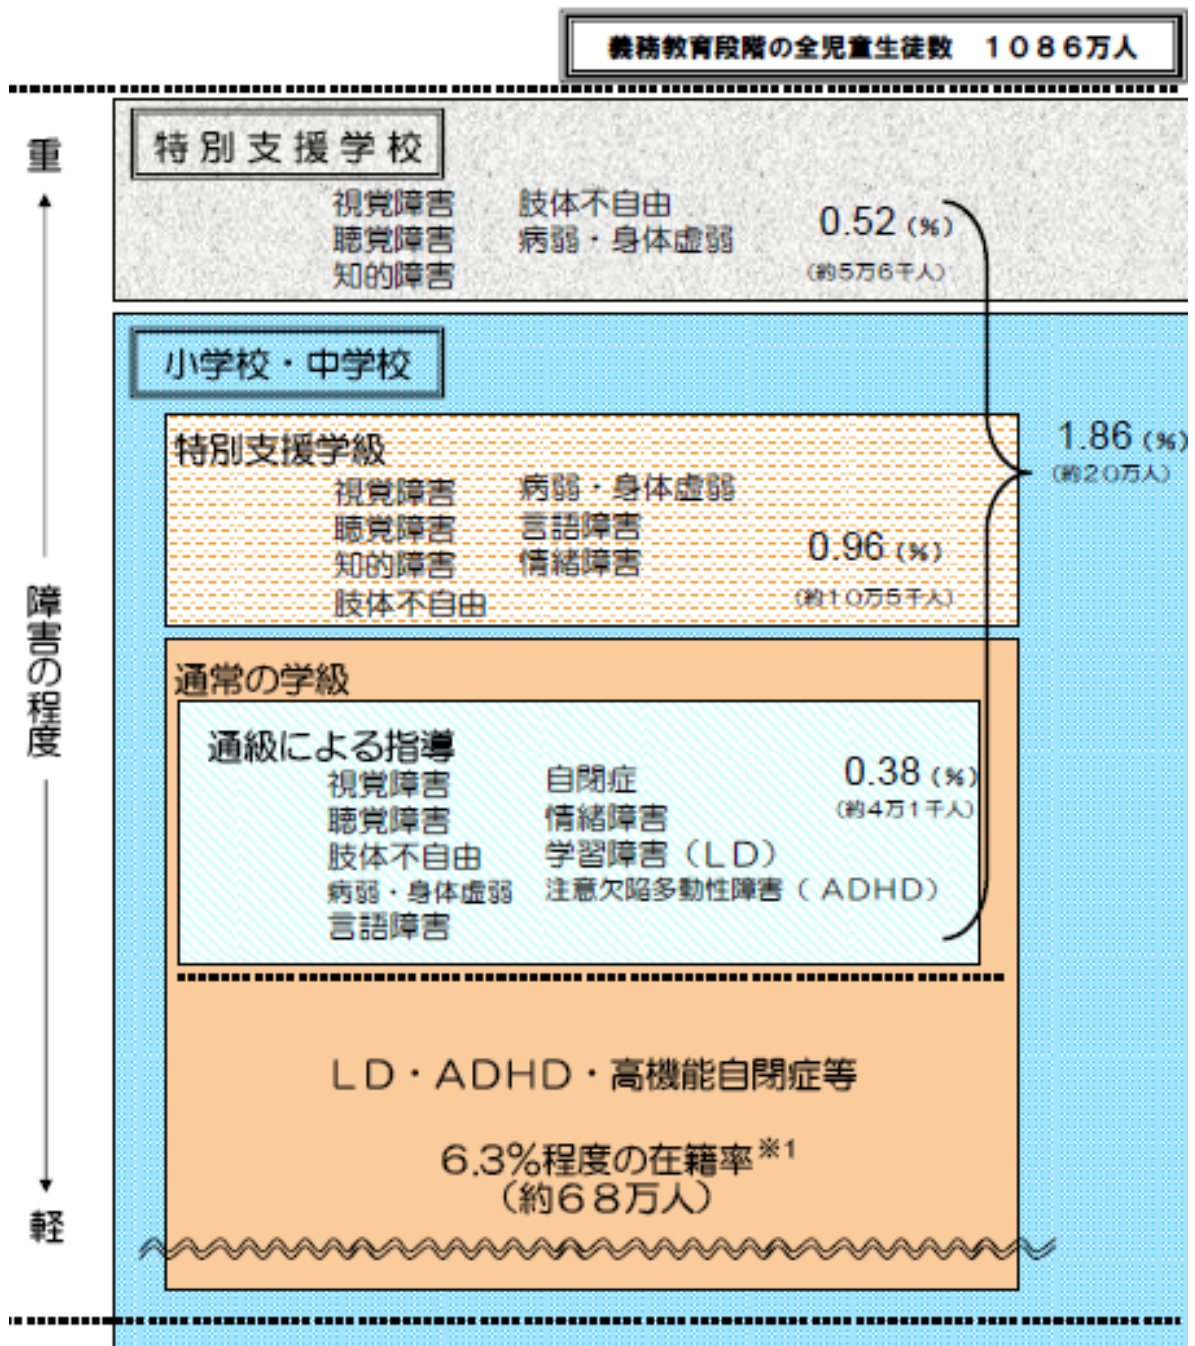 義務教育段階の全児童生徒数　１０８６万人
重
障害の程度
軽
特別支援学校
視覚障害　肢体不自由
聴覚障害　病弱・身体虚弱
知的障害
0.52（%）
（約５万６千人）
小学校・中学校
特別支援学級
視覚障害　病弱・身体虚弱
聴覚障害　言語障害
知的障害　情緒障害
肢体不自由
0.96（%）
（約１０万５千人）
1.86（%）
（約２０万人）
通常の学級
通級による指導
視覚障害　自閉症
聴覚障害　情緒障害
肢体不自由　学習障害（ＬＤ）
病弱・身体虚弱　注意欠陥多動性障害（ＡＤＨＤ）
言語障害
0.38（%）
（約４万１千人）
ＬＤ・ＡＤＨＤ・高機能自閉症等
６.３％程度の在籍率※1
（約６８万人）